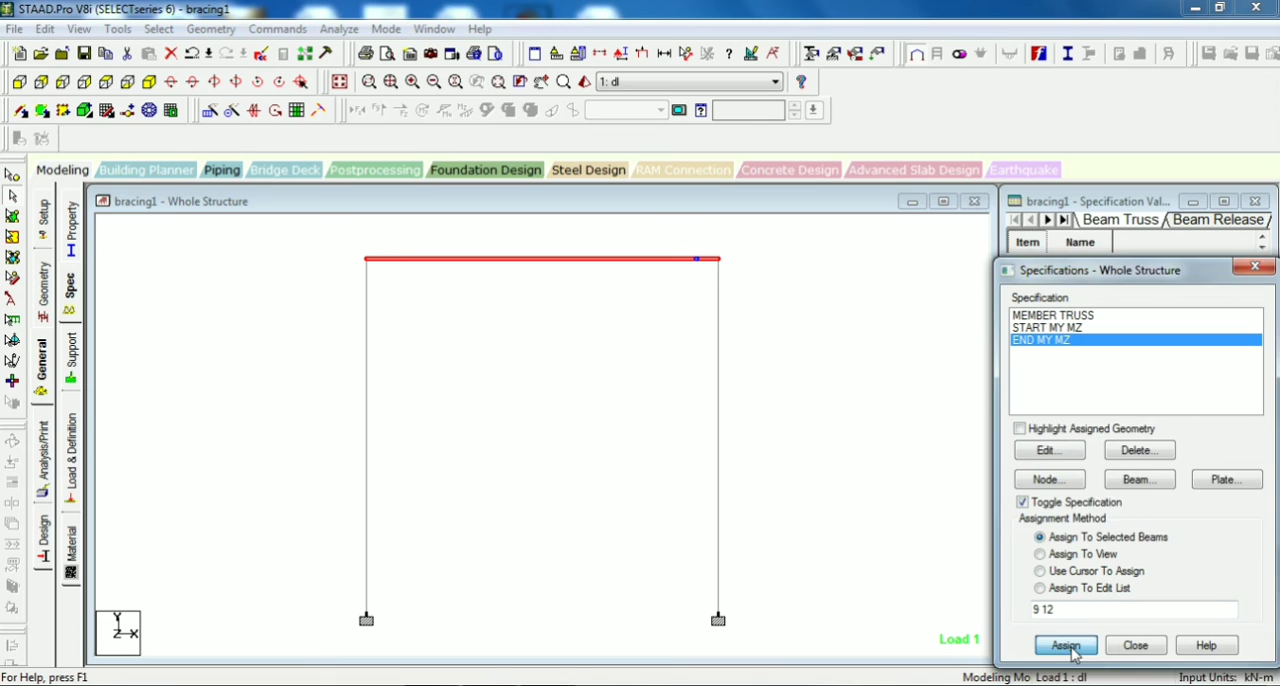 STAAD.Pro V8i (SELECTseries 6) - bracing1
File Edit View Tools Select Geometry Commands Analyze Mode Window Help
1: dl
Modeling Building Planner Piping Bridge Deck Postprocessing Foundation Design Steel Design RAM Connection Concrete Design Advanced Slab Design Earthquake
bracing1 - Whole Structure
bracing1 - Specification Val...
Beam Truss Beam Release
Item Name
Setup
Geometry
General
Analysis/Print
Design
Property
Spec
Support
Load & Definition
Material
Specifications - Whole Structure
Specification
MEMBER TRUSS
START MY MZ
END MY MZ
Highlight Assigned Geometry
Edit... Delete...
Node... Beam... Plate...
Toggle Specification
Assignment Method
Assign To Selected Beams
Assign To View
Use Cursor To Assign
Assign To Edit List
9 12
Assign Close Help
Y
Z X
Load 1
For Help, press F1
Modeling Mo Load 1 : dl Input Units: kN-m